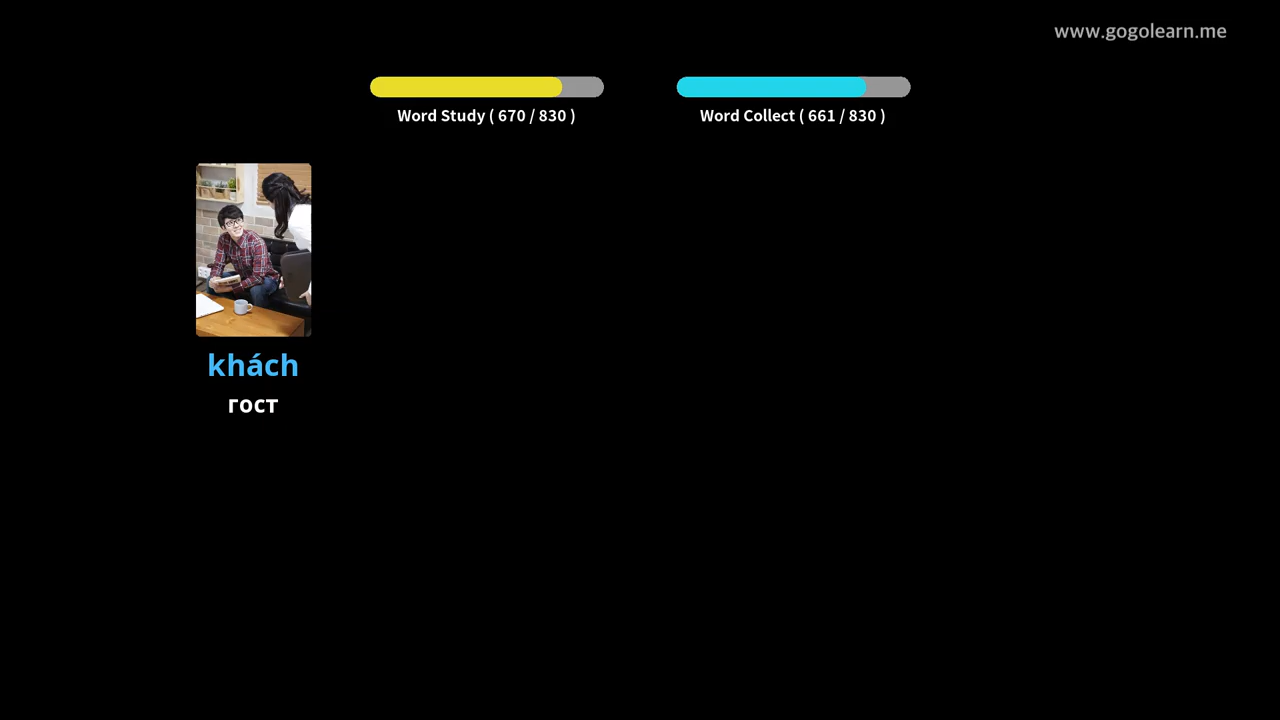 www.gogolearn.me
Word Study ( 670 / 830 )
Word Collect ( 661 / 830 )
khách
гост